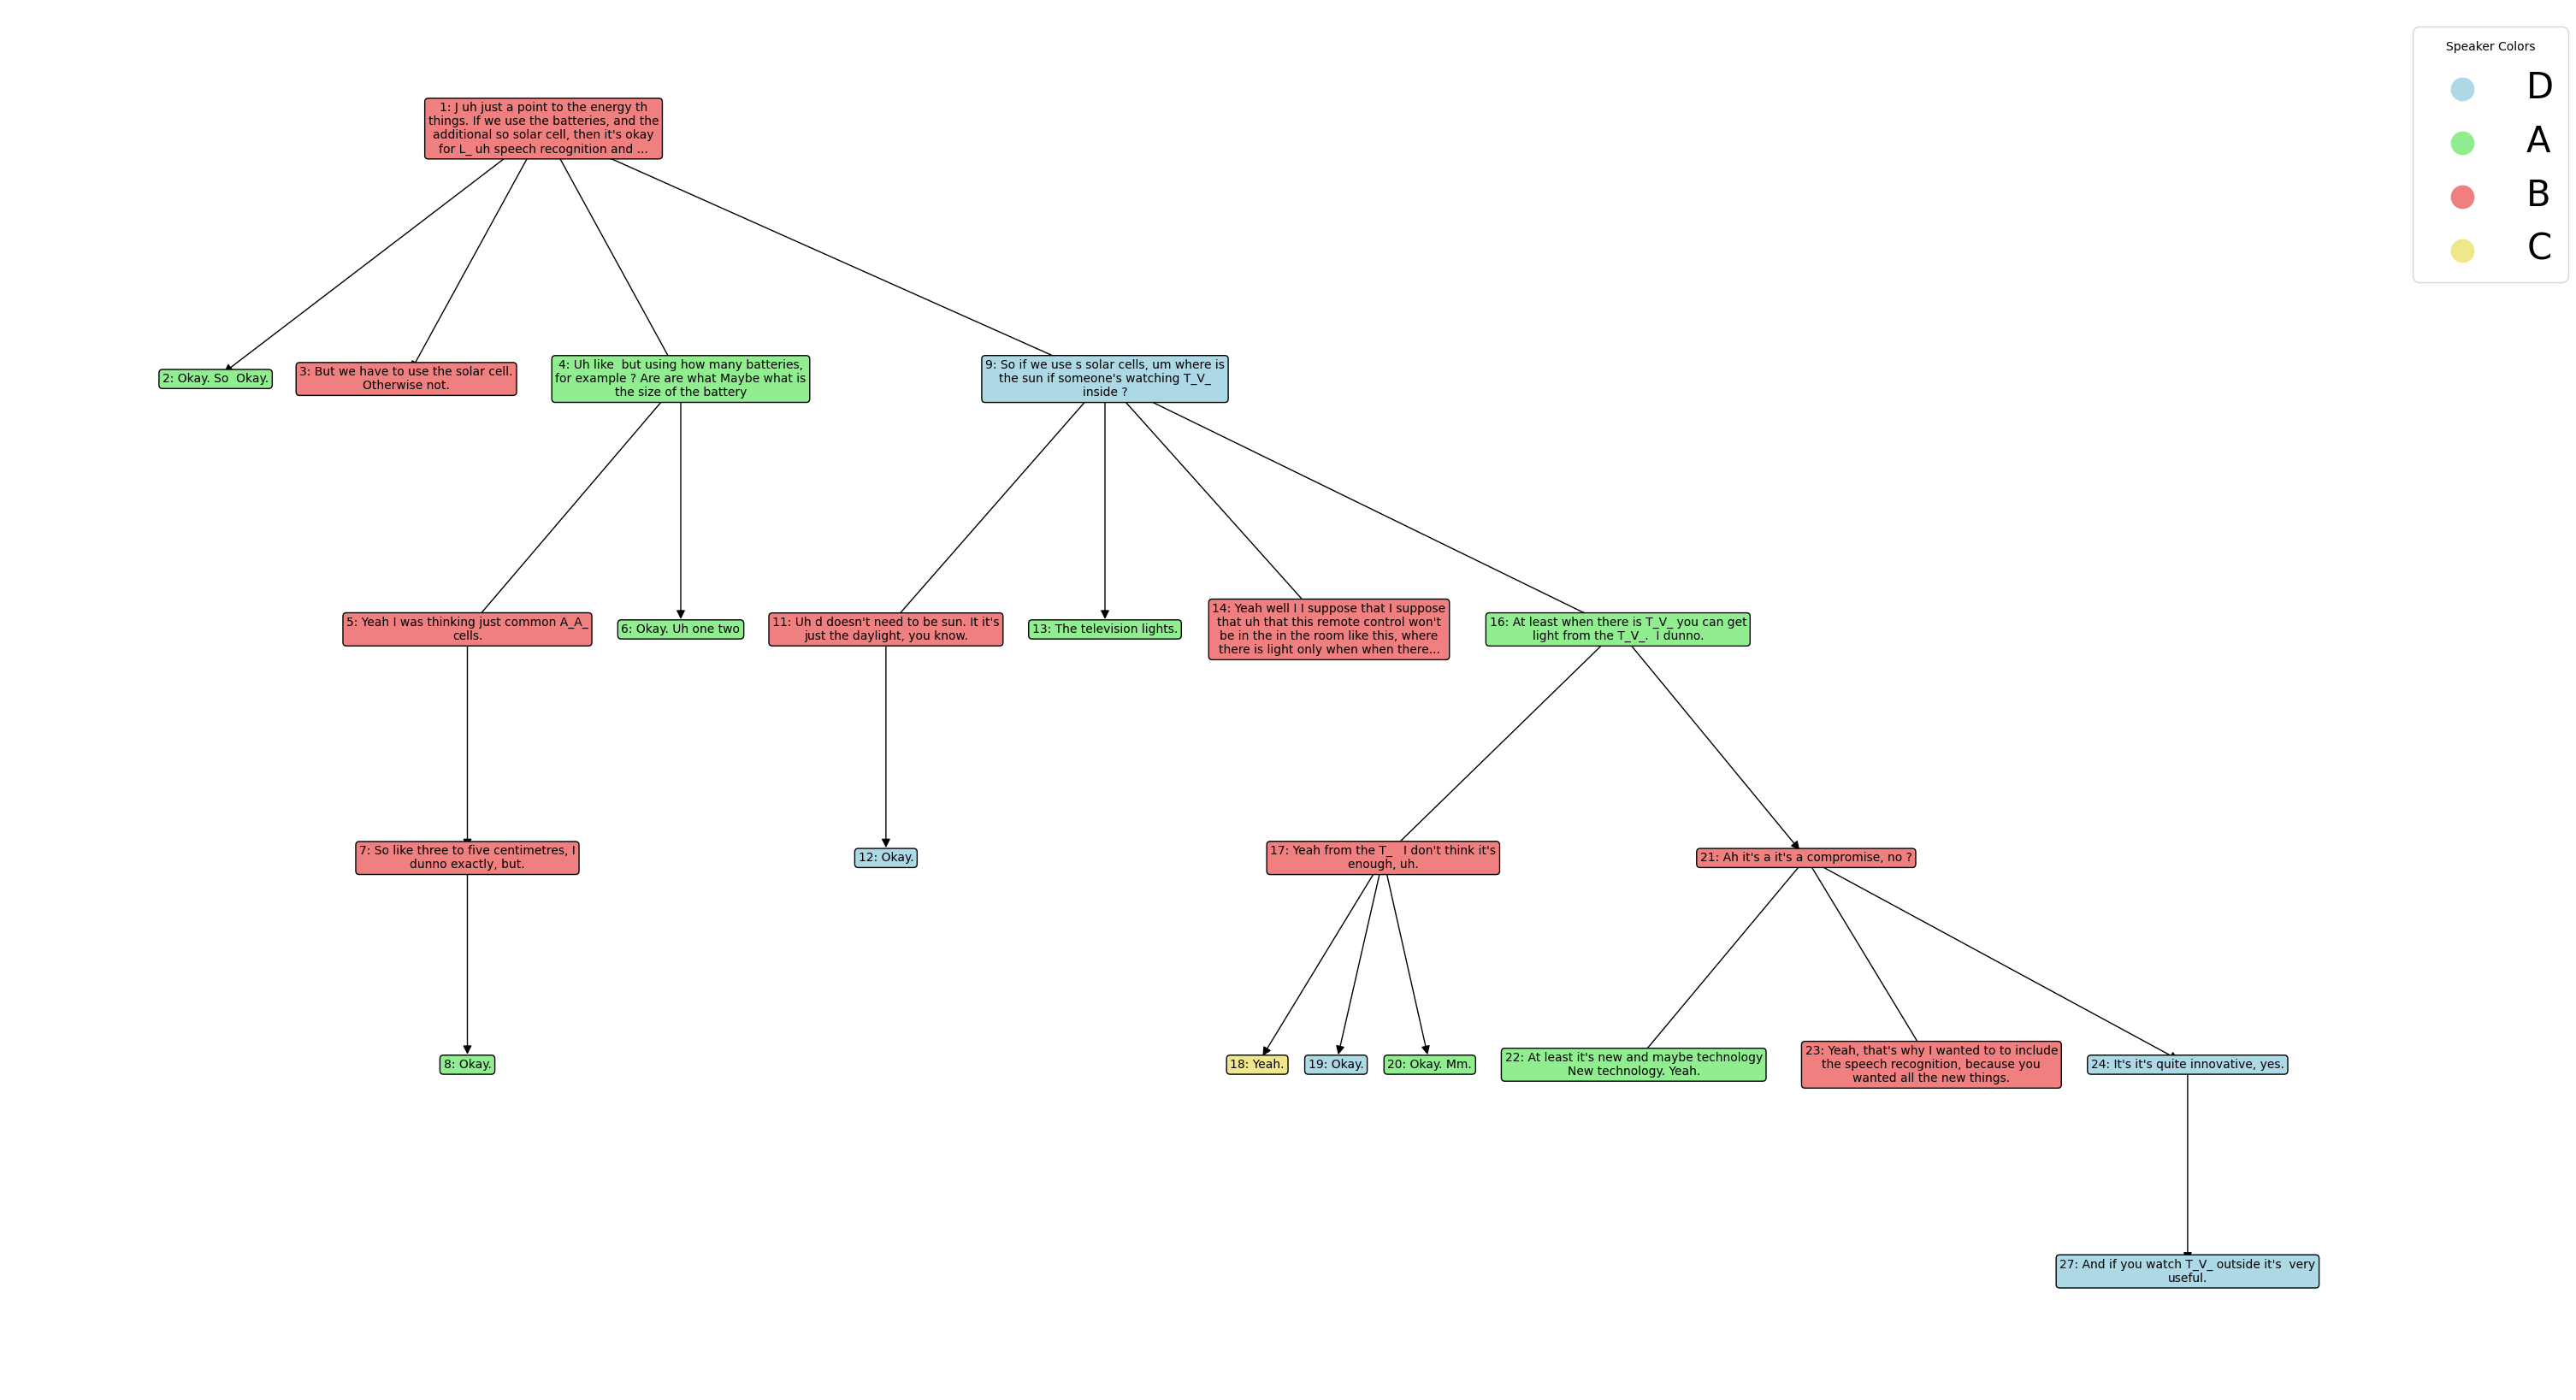 Speaker Colors
D
A
B
C
1: J uh just a point to the energy th
things. If we use the batteries, and the
additional so solar cell, then it's okay
for L_ uh speech recognition and ...
2: Okay. So  Okay.
3: But we have to use the solar cell.
Otherwise not.
4: Uh like  but using how many batteries,
for example ? Are are what Maybe what is
the size of the battery
9: So if we use s solar cells, um where is
the sun if someone's watching T_V_
inside ?
5: Yeah I was thinking just common A_A_
cells.
6: Okay. Uh one two
11: Uh d doesn't need to be sun. It it's
just the daylight, you know.
13: The television lights.
14: Yeah well I I suppose that I suppose
that uh that this remote control won't
be in the in the room like this, where
there is light only when when there...
16: At least when there is T_V_ you can get
light from the T_V_.  I dunno.
7: So like three to five centimetres, I
dunno exactly, but.
12: Okay.
17: Yeah from the T_   I don't think it's
enough, uh.
21: Ah it's a it's a compromise, no ?
8: Okay.
18: Yeah.
19: Okay.
20: Okay. Mm.
22: At least it's new and maybe technology
New technology. Yeah.
23: Yeah, that's why I wanted to to include
the speech recognition, because you
wanted all the new things.
24: It's it's quite innovative, yes.
27: And if you watch T_V_ outside it's  very
useful.